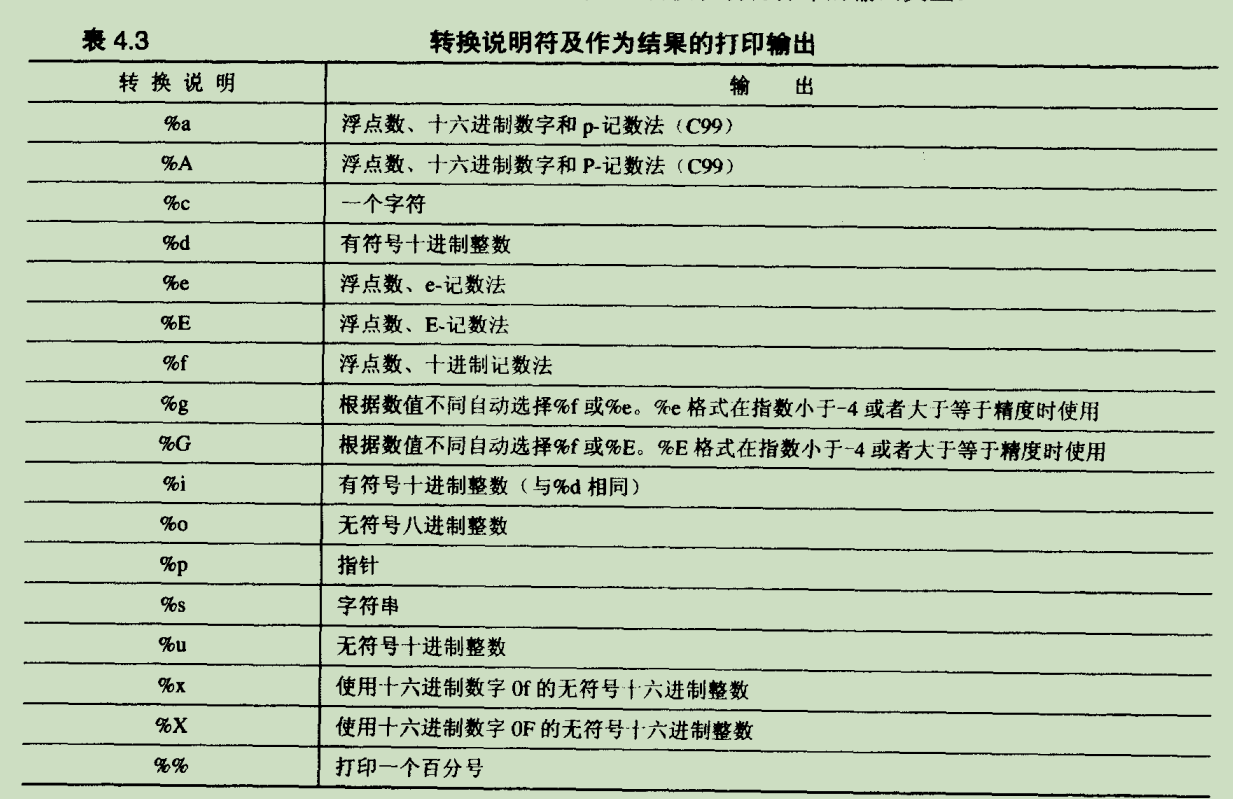 表 4.3 转换说明符及作为结果的打印输出
转 换 说 明 输 出
%a 浮点数、十六进制数字和 p-记数法（C99）
%A 浮点数、十六进制数字和 P-记数法（C99）
%c 一个字符
%d 有符号十进制整数
%e 浮点数、e-记数法
%E 浮点数、E-记数法
%f 浮点数、十进制记数法
%g 根据数值不同自动选择%f 或%e。%e 格式在指数小于-4 或者大于等于精度时使用
%G 根据数值不同自动选择%f 或%E。%E 格式在指数小于-4 或者大于等于精度时使用
%i 有符号十进制整数（与%d 相同）
%o 无符号八进制整数
%p 指针
%s 字符串
%u 无符号十进制整数
%x 使用十六进制数字 0f 的无符号十六进制整数
%X 使用十六进制数字 0F 的无符号十六进制整数
%% 打印一个百分号